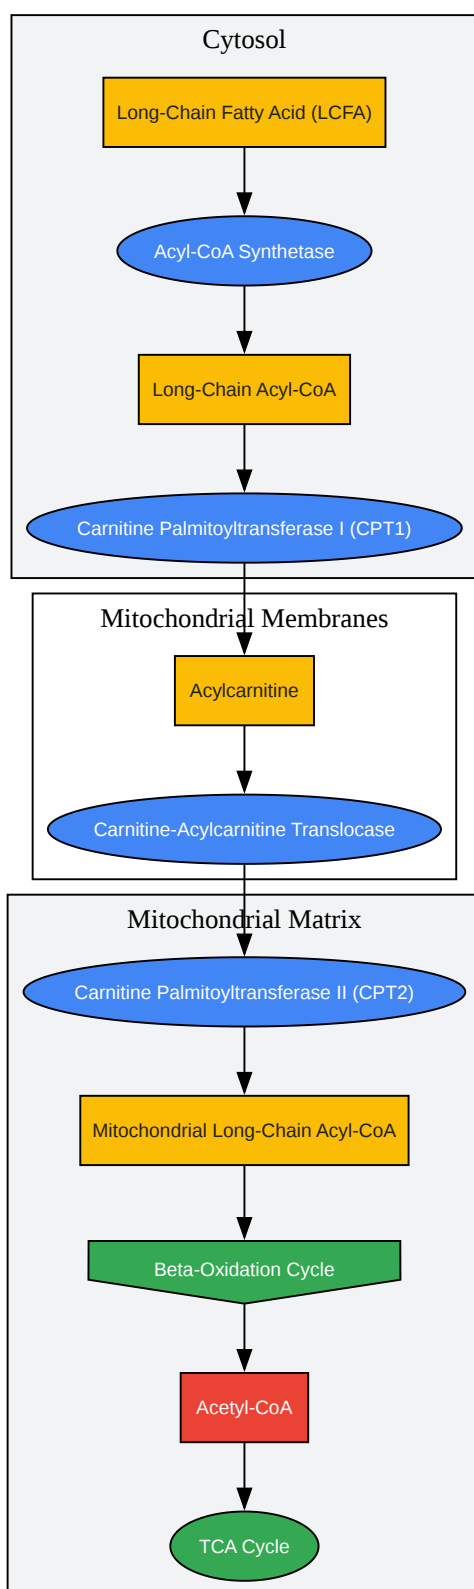 Cytosol
Long-Chain Fatty Acid (LCFA)
Acyl-CoA Synthetase
Long-Chain Acyl-CoA
Carnitine Palmitoyltransferase I (CPT1)
Mitochondrial Membranes
Acylcarnitine
Carnitine-Acylcarnitine Translocase
Mitochondrial Matrix
Carnitine Palmitoyltransferase II (CPT2)
Mitochondrial Long-Chain Acyl-CoA
Beta-Oxidation Cycle
Acetyl-CoA
TCA Cycle